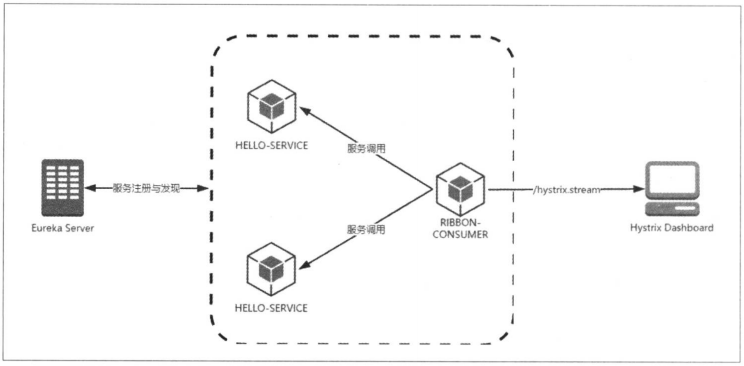 HELLO-SERVICE
服务调用
服务注册与发现
Eureka Server
RIBBON-
CONSUMER
/hystrix.stream
Hystrix Dashboard
服务调用
HELLO-SERVICE